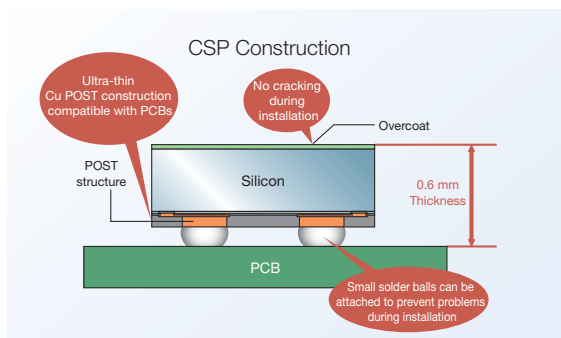 CSP Construction
Ultra-thin
Cu POST construction
compatible with PCBs
No cracking
during
installation
Overcoat
POST
structure
Silicon
0.6 mm
Thickness
PCB
Small solder balls can be
attached to prevent problems
during installation